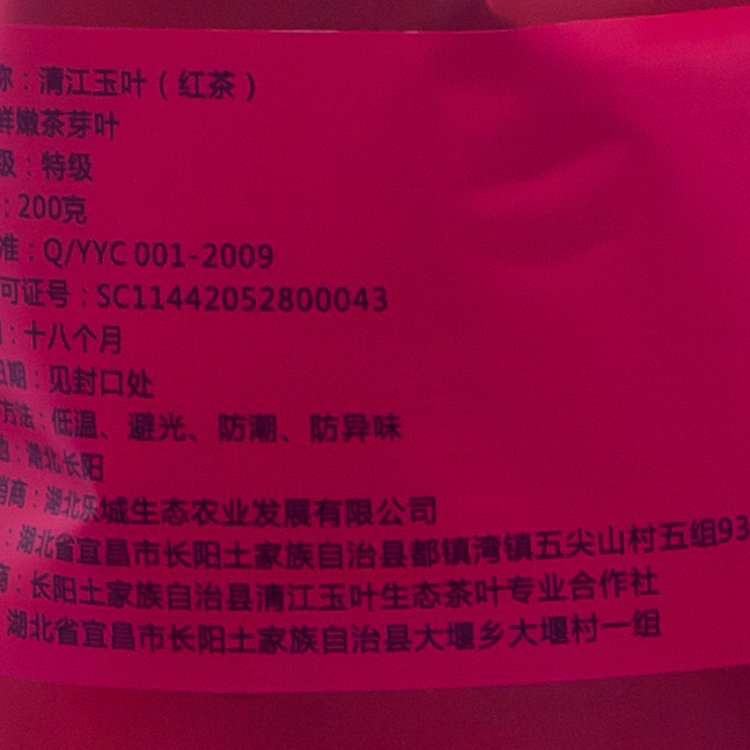 称：清江玉叶（红茶）
鲜嫩茶芽叶
级：特级
：200克
准：Q/YYC 001-2009
可证号：SC11442052800043
：十八个月
日期：见封口处
方法：低温、避光、防潮、防异味
地：湖北长阳
销商：湖北乐城生态农业发展有限公司
：湖北省宜昌市长阳土家族自治县都镇湾镇五尖山村五组93
商：长阳土家族自治县清江玉叶生态茶叶专业合作社
湖北省宜昌市长阳土家族自治县大堰乡大堰村一组